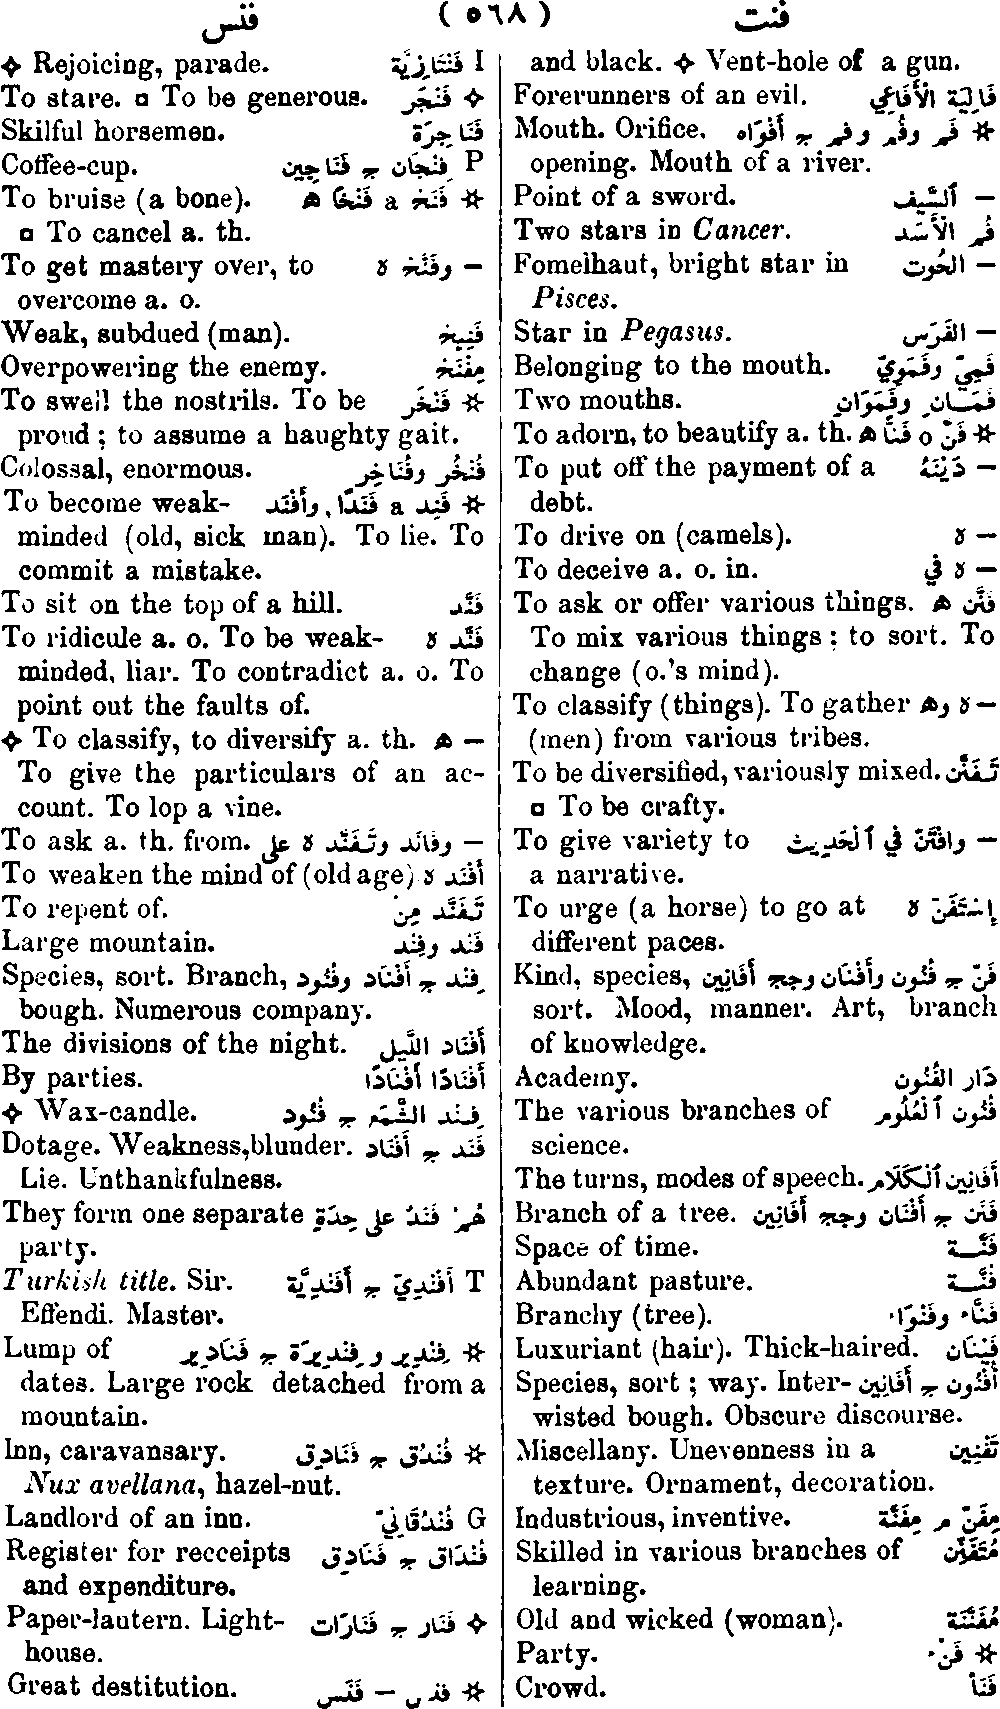 فنت ( ٥٦٨ ) فنس
and black. ✧ Vent-hole of a gun.
Forerunners of an evil. فَالِيَة الْأَفَاعِي
Mouth. Orifice, ✲ فَم وفُم وفِم ج أَفْوَاه
opening. Mouth of a river.
Point of a sword. — ٱلسَّيْف
Two stars in Cancer. فُم الْأَسَد
Fomelhaut, bright star in — الحُوت
Pisces.
Star in Pegasus. — الفَرَس
Belonging to the mouth. فَمِيّ وفَمَوِيّ
Two mouths. فَمَان وفَمَوَان
To adorn, to beautify a. th. ✲ فَنَّ o فَنًّا ه
To put off the payment of a — دَيْنَهُ
debt.
To drive on (camels). — ه
To deceive a. o. in. — ه في
To ask or offer various things. فَنَّن ه
To mix various things ; to sort. To
change (o.'s mind).
To classify (things). To gather — ه وه
(men) from various tribes.
To be diversified, variously mixed. تَفَنَّن
▫ To be crafty.
To give variety to — وافْتَنَّ في ٱلْحَدِيث
a narrative.
To urge (a horse) to go at إِسْتَفَنَّ ه
different paces.
Kind, species, فَنّ ج فُنُون وأَفْنَان وجج أَفَانِين
sort. Mood, manner. Art, branch
of knowledge.
Academy. دَار الفُنُون
The various branches of فُنُون ٱلْعُلُوم
science.
The turns, modes of speech. أَفَانِين ٱلْكَلَام
Branch of a tree. فَنَن ج أَفْنَان وجج أَفَانِين
Space of time. فَنَّة
Abundant pasture. فُنَّة
Branchy (tree). فَنَّاء وفَنْوَاء
Luxuriant (hair). Thick-haired. فَيْنَان
Species, sort ; way. Inter- أُفْنُون ج أَفَانِين
wisted bough. Obscure discourse.
Miscellany. Unevenness in a تَفْنِين
texture. Ornament, decoration.
Industrious, inventive. مِفَنّ م مِفَنَّة
Skilled in various branches of مُتَفَنِّن
learning.
Old and wicked (woman). مُفَنَّنَة
Party. ✲ فَنْء
Crowd. فَنَأ
✧ Rejoicing, parade. I فَنْتَازِيَّة
To stare. ▫ To be generous. ✧ فَنْجَر
Skilful horsemen. فَنَاجِرَة
Coffee-cup. P فِنْجَان ج فَنَاجِين
To bruise (a bone). ✲ فَنَخ a فَنْخًا ه
▫ To cancel a. th.
To get mastery over, to — وفَنَّخ ه
overcome a. o.
Weak, subdued (man). فَنِيخ
Overpowering the enemy. مِفْنَخ
To swell the nostrils. To be ✲ فَنْخَر
proud ; to assume a haughty gait.
Colossal, enormous. فُنْخُر وفُنَاخِر
To become weak- ✲ فَنِد a فَنَدًا, وأَفْنَد
minded (old, sick man). To lie. To
commit a mistake.
To sit on the top of a hill. فَنَّد
To ridicule a. o. To be weak- فَنَّد ه
minded, liar. To contradict a. o. To
point out the faults of.
✧ To classify, to diversify a. th. — ه
To give the particulars of an ac-
count. To lop a vine.
To ask a. th. from. — وفَانَد وتَفَنَّد ه على
To weaken the mind of (old age) أَفْنَد ه
To repent of. تَفَنَّد مِنْ
Large mountain. فَنْد وفِنْد
Species, sort. Branch, فِنْد ج أَفْنَاد وفُنُود
bough. Numerous company.
The divisions of the night. أَفْنَاد اللَّيْل
By parties. أَفْنَادًا أَفْنَادًا
✧ Wax-candle. فِنْد الشَّمْع ج فُنُود
Dotage. Weakness,blunder. فَنَد ج أَفْنَاد
Lie. Unthankfulness.
They form one separate هُم فَنْدٌ على حِدَةٍ
party.
Turkish title. Sir. T أَفَنْدِيّ ج أَفَنْدِيَّة
Effendi. Master.
Lump of ✲ فِنْدِير و فِنْدِيرَة ج فَنَادِير
dates. Large rock detached from a
mountain.
Inn, caravansary. ✲ فُنْدُق ج فَنَادِق
Nux avellana, hazel-nut.
Landlord of an inn. G فُنْدُقَانِيّ
Register for recceipts فُنْدَاق ج فَنَادِق
and expenditure.
Paper-lantern. Light- ✧ فَنَار ج فَنَارَات
house.
Great destitution. ✲ فنس — فَنَس